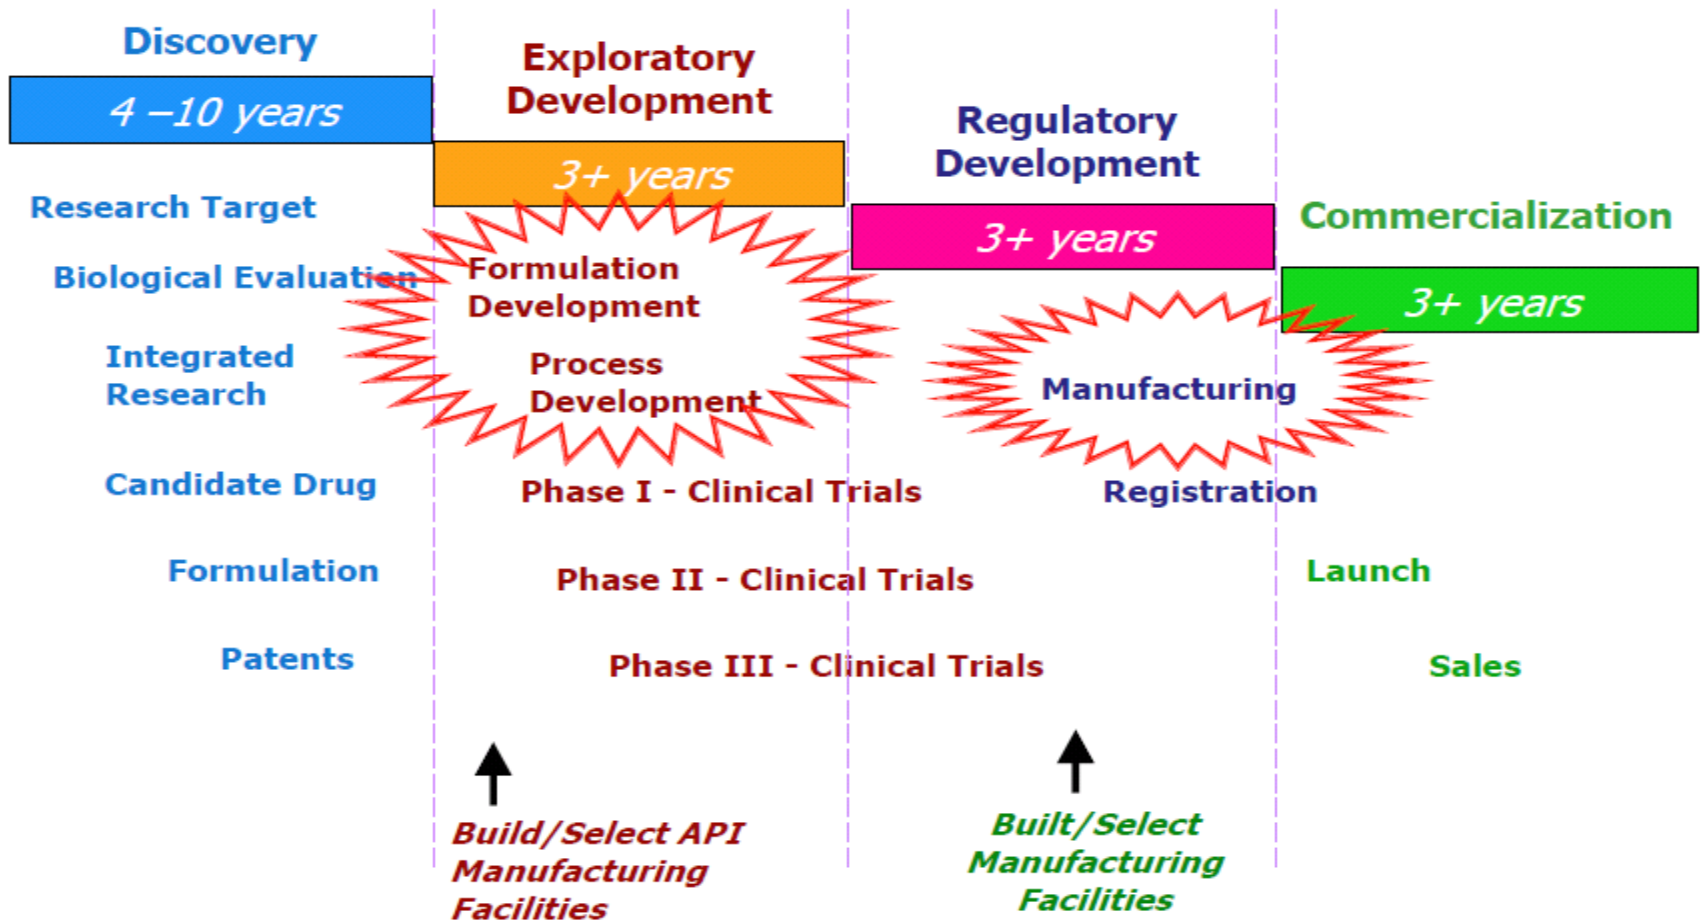 Discovery
4 –10 years
Research Target
Biological Evaluation
Integrated
Research
Candidate Drug
Formulation
Patents
Exploratory
Development
3+ years
Formulation
Development
Process
Development
Phase I - Clinical Trials
Phase II - Clinical Trials
Phase III - Clinical Trials
Build/Select API
Manufacturing
Facilities
Regulatory
Development
3+ years
Manufacturing
Registration
Built/Select
Manufacturing
Facilities
Commercialization
3+ years
Launch
Sales